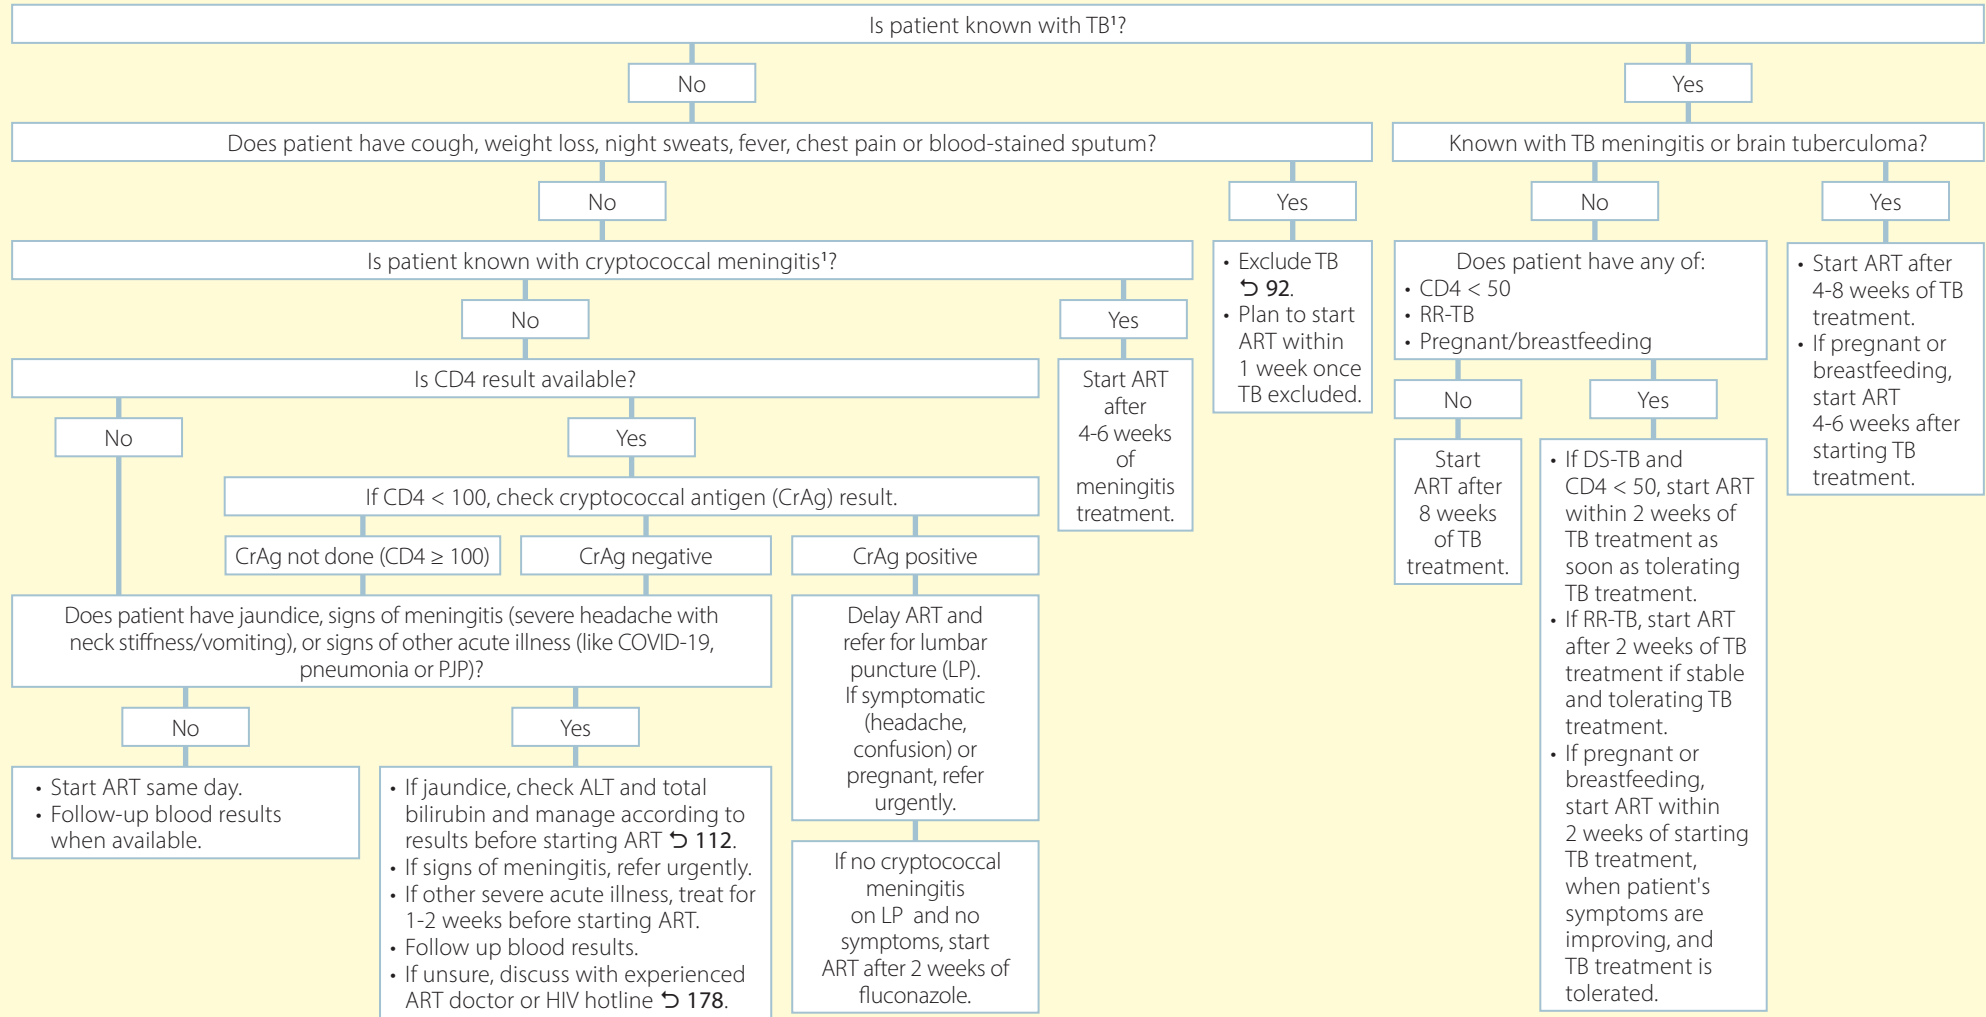 Is patient known with TB¹?
No
Yes
Does patient have cough, weight loss, night sweats, fever, chest pain or blood-stained sputum?
Known with TB meningitis or brain tuberculoma?
No
Yes
No
Yes
Is patient known with cryptococcal meningitis¹?
• Exclude TB
⮌ 92.
• Plan to start
ART within
1 week once
TB excluded.
Does patient have any of:
• CD4 < 50
• RR-TB
• Pregnant/breastfeeding
• Start ART after
4-8 weeks of TB
treatment.
• If pregnant or
breastfeeding,
start ART
4-6 weeks after
starting TB
treatment.
No
Yes
Is CD4 result available?
Start ART
after
4-6 weeks
of
meningitis
treatment.
No
Yes
No
Yes
Start
ART after
8 weeks
of TB
treatment.
• If DS-TB and
CD4 < 50, start ART
within 2 weeks of
TB treatment as
soon as tolerating
TB treatment.
• If RR-TB, start ART
after 2 weeks of TB
treatment if stable
and tolerating TB
treatment.
• If pregnant or
breastfeeding,
start ART within
2 weeks of starting
TB treatment,
when patient's
symptoms are
improving, and
TB treatment is
tolerated.
If CD4 < 100, check cryptococcal antigen (CrAg) result.
CrAg not done (CD4 ≥ 100)
CrAg negative
CrAg positive
Does patient have jaundice, signs of meningitis (severe headache with
neck stiffness/vomiting), or signs of other acute illness (like COVID-19,
pneumonia or PJP)?
Delay ART and
refer for lumbar
puncture (LP).
If symptomatic
(headache,
confusion) or
pregnant, refer
urgently.
No
Yes
• Start ART same day.
• Follow-up blood results
when available.
• If jaundice, check ALT and total
bilirubin and manage according to
results before starting ART ⮌ 112.
• If signs of meningitis, refer urgently.
• If other severe acute illness, treat for
1-2 weeks before starting ART.
• Follow up blood results.
• If unsure, discuss with experienced
ART doctor or HIV hotline ⮌ 178.
If no cryptococcal
meningitis
on LP and no
symptoms, start
ART after 2 weeks of
fluconazole.